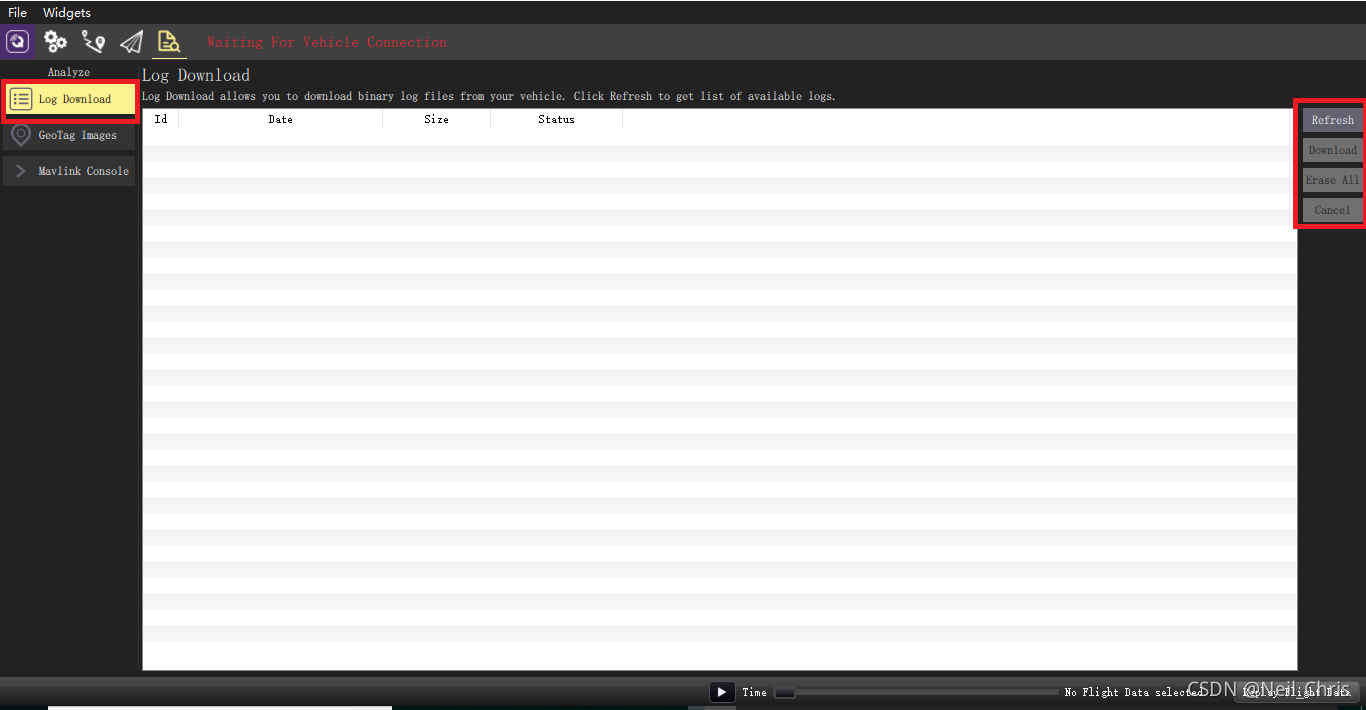 File Widgets
Waiting For Vehicle Connection
Analyze
Log Download
GeoTag Images
Mavlink Console
Log Download
Log Download allows you to download binary log files from your vehicle. Click Refresh to get list of available logs.
Id Date Size Status
Refresh
Download
Erase All
Cancel
Time No Flight Data selected Replay Flight Data
CSDN @Neil_Chris